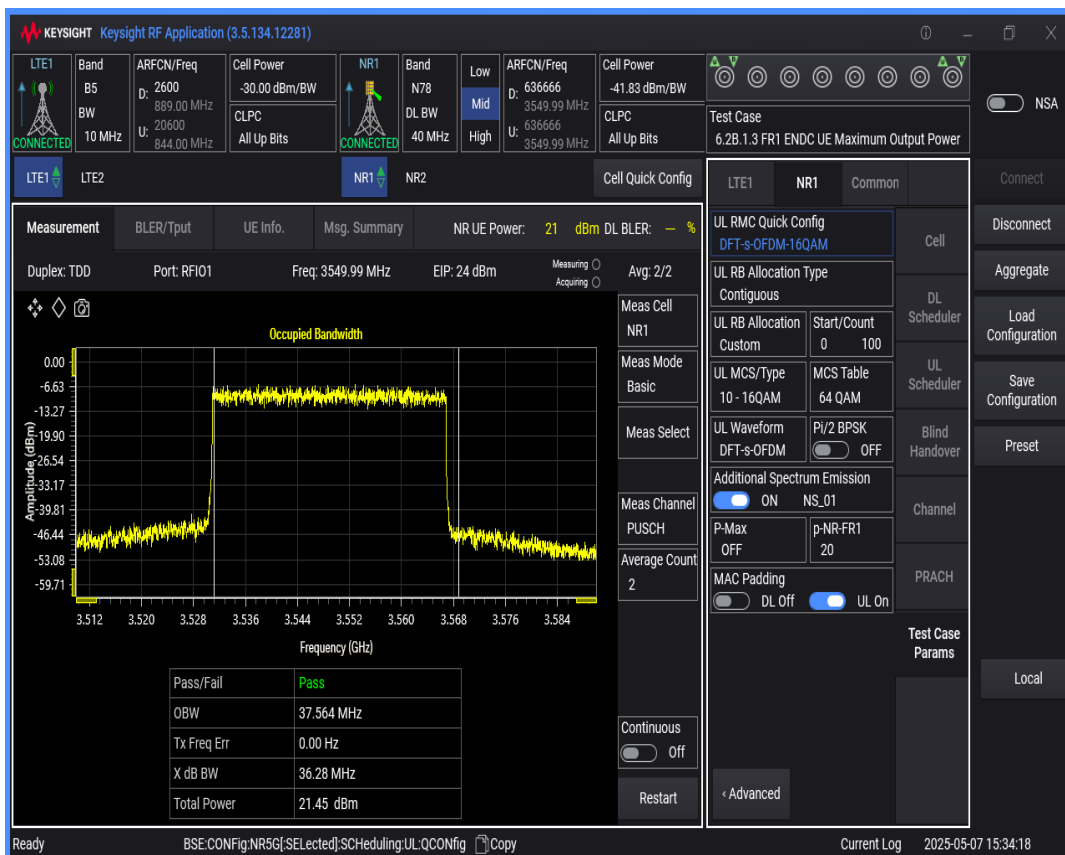 KEYSIGHT Keysight RF Application (3.5.134.12281)
LTE1
CONNECTED
Band
B5
BW
10 MHz
ARFCN/Freq
D: 2600
889.00 MHz
U: 20600
844.00 MHz
Cell Power
-30.00 dBm/BW
CLPC
All Up Bits
NR1
CONNECTED
Band
N78
DL BW
40 MHz
Low
Mid
High
ARFCN/Freq
D: 636666
3549.99 MHz
U: 636666
3549.99 MHz
Cell Power
-41.83 dBm/BW
CLPC
All Up Bits
Test Case
6.2B.1.3 FR1 ENDC UE Maximum Output Power
NSA
LTE1 LTE2
NR1 NR2
Cell Quick Config
Measurement BLER/Tput UE Info. Msg. Summary NR UE Power: 21 dBm DL BLER: — %
Duplex: TDD Port: RFIO1 Freq: 3549.99 MHz EIP: 24 dBm Measuring Avg: 2/2
Acquiring
Occupied Bandwidth
Amplitude (dBm)
0.00
-6.63
-13.27
-19.90
-26.54
-33.17
-39.81
-46.44
-53.08
-59.71
3.512 3.520 3.528 3.536 3.544 3.552 3.560 3.568 3.576 3.584
Frequency (GHz)
Pass/Fail Pass
OBW 37.564 MHz
Tx Freq Err 0.00 Hz
X dB BW 36.28 MHz
Total Power 21.45 dBm
Meas Cell
NR1
Meas Mode
Basic
Meas Select
Meas Channel
PUSCH
Average Count
2
Continuous
Off
Restart
LTE1 NR1 Common
UL RMC Quick Config
DFT-s-OFDM-16QAM
UL RB Allocation Type
Contiguous
UL RB Allocation
Custom
Start/Count
0 100
UL MCS/Type
10 - 16QAM
MCS Table
64 QAM
UL Waveform
DFT-s-OFDM
Pi/2 BPSK
OFF
Additional Spectrum Emission
ON NS_01
P-Max
OFF
p-NR-FR1
20
MAC Padding
DL Off UL On
‹ Advanced
Cell
DL
Scheduler
UL
Scheduler
Blind
Handover
Channel
PRACH
Test Case
Params
Connect
Disconnect
Aggregate
Load
Configuration
Save
Configuration
Preset
Local
Ready BSE:CONFig:NR5G[:SELected]:SCHeduling:UL:QCONfig Copy Current Log 2025-05-07 15:34:18